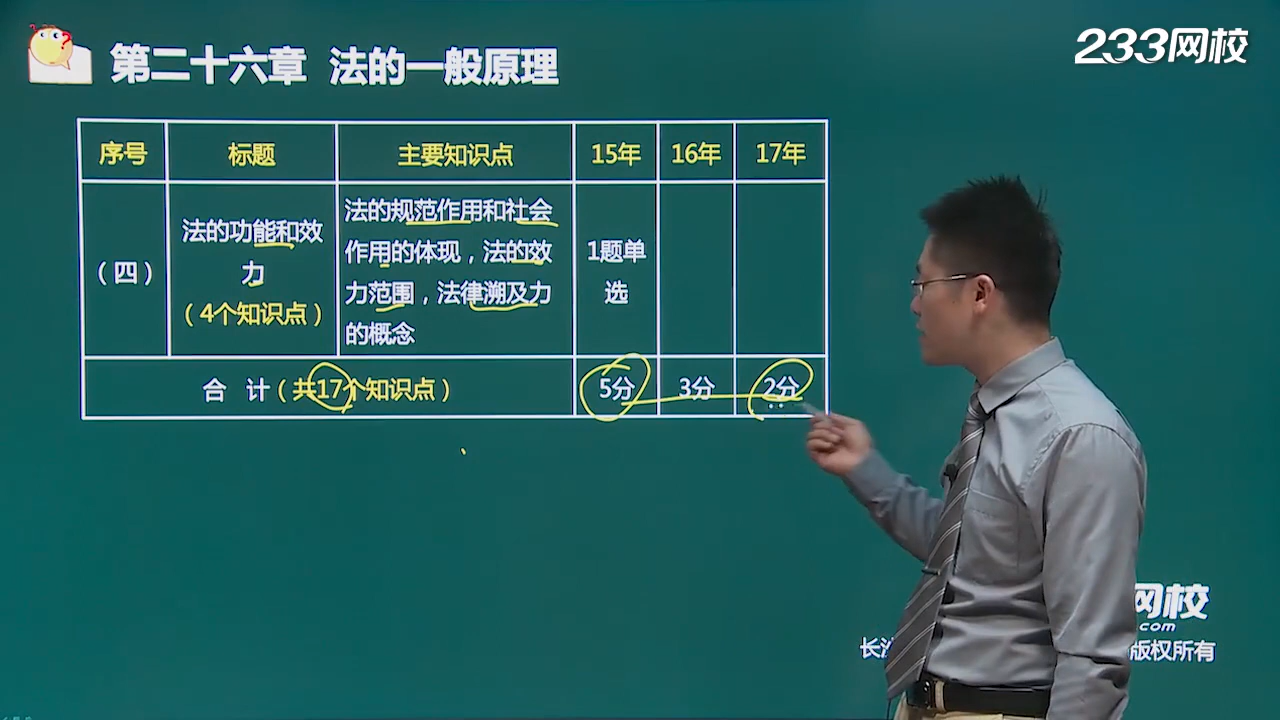 233网校
第二十六章 法的一般原理
序号 标题 主要知识点 15年 16年 17年
（四）
法的功能和效
力
（4个知识点）
法的规范作用和社会
作用的体现，法的效
力范围，法律溯及力
的概念
1题单
选
合 计（共17个知识点） 5分 3分 2分
网校
.com
长沙
版权所有